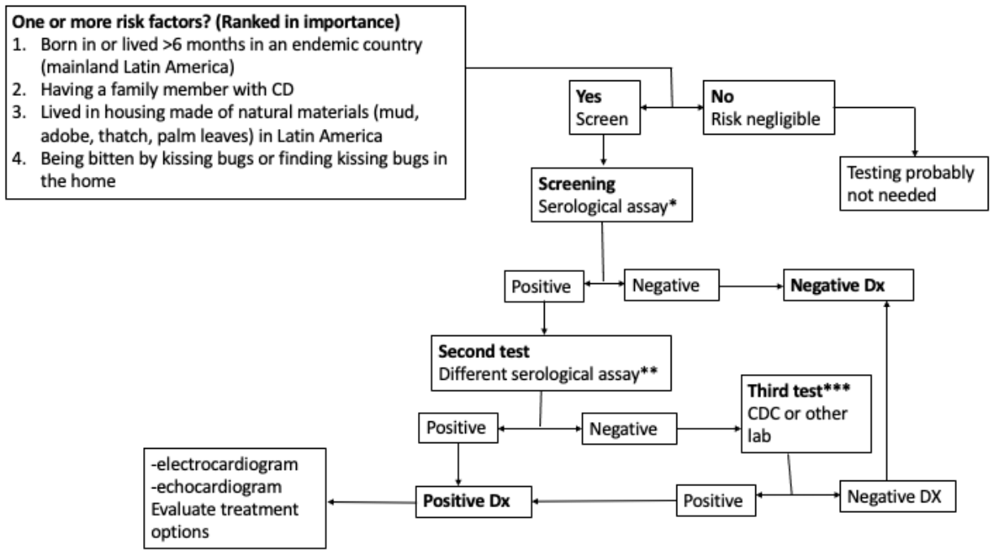 One or more risk factors? (Ranked in importance)
1. Born in or lived >6 months in an endemic country
(mainland Latin America)
2. Having a family member with CD
3. Lived in housing made of natural materials (mud,
adobe, thatch, palm leaves) in Latin America
4. Being bitten by kissing bugs or finding kissing bugs in
the home
Yes
Screen
No
Risk negligible
Testing probably
not needed
Screening
Serological assay*
Positive
Negative
Negative Dx
Second test
Different serological assay**
Third test***
CDC or other
lab
Positive
Negative
-electrocardiogram
-echocardiogram
Evaluate treatment
options
Positive Dx
Positive
Negative DX